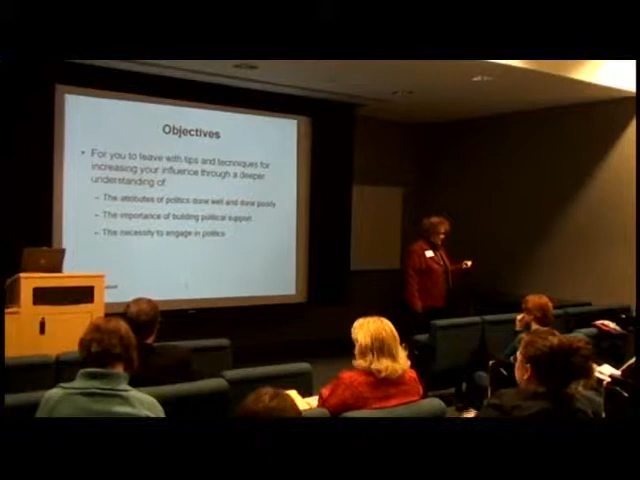 Objectives
• For you to leave with tips and techniques for
increasing your influence through a deeper
understanding of
– The attributes of politics done well and done poorly
– The importance of building political support
– The necessity to engage in politics